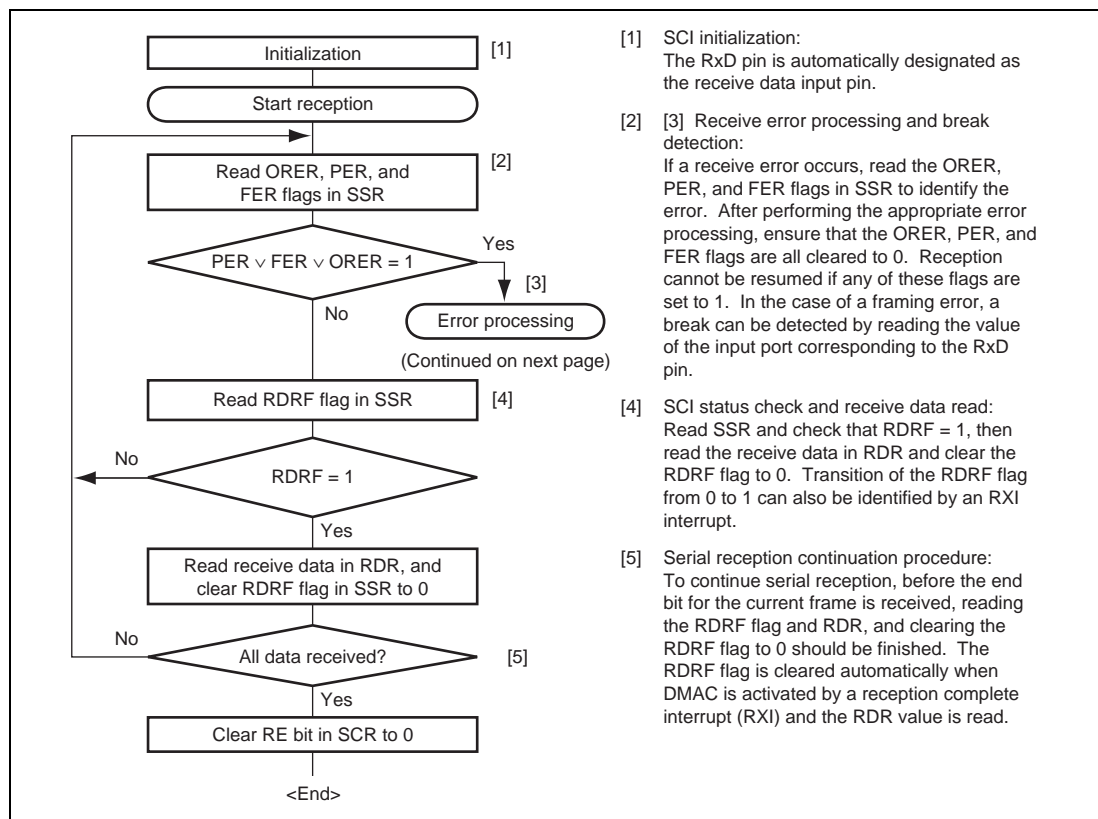 Initialization
[1]
Start reception
Read ORER, PER, and
FER flags in SSR
[2]
PER ∨ FER ∨ ORER = 1
Yes
[3]
No
Error processing
(Continued on next page)
Read RDRF flag in SSR
[4]
No
RDRF = 1
Yes
Read receive data in RDR, and
clear RDRF flag in SSR to 0
No
All data received?
[5]
Yes
Clear RE bit in SCR to 0
<End>
[1] SCI initialization:
The RxD pin is automatically designated as
the receive data input pin.
[2] [3] Receive error processing and break
detection:
If a receive error occurs, read the ORER,
PER, and FER flags in SSR to identify the
error. After performing the appropriate error
processing, ensure that the ORER, PER, and
FER flags are all cleared to 0. Reception
cannot be resumed if any of these flags are
set to 1. In the case of a framing error, a
break can be detected by reading the value
of the input port corresponding to the RxD
pin.
[4] SCI status check and receive data read:
Read SSR and check that RDRF = 1, then
read the receive data in RDR and clear the
RDRF flag to 0. Transition of the RDRF flag
from 0 to 1 can also be identified by an RXI
interrupt.
[5] Serial reception continuation procedure:
To continue serial reception, before the end
bit for the current frame is received, reading
the RDRF flag and RDR, and clearing the
RDRF flag to 0 should be finished. The
RDRF flag is cleared automatically when
DMAC is activated by a reception complete
interrupt (RXI) and the RDR value is read.